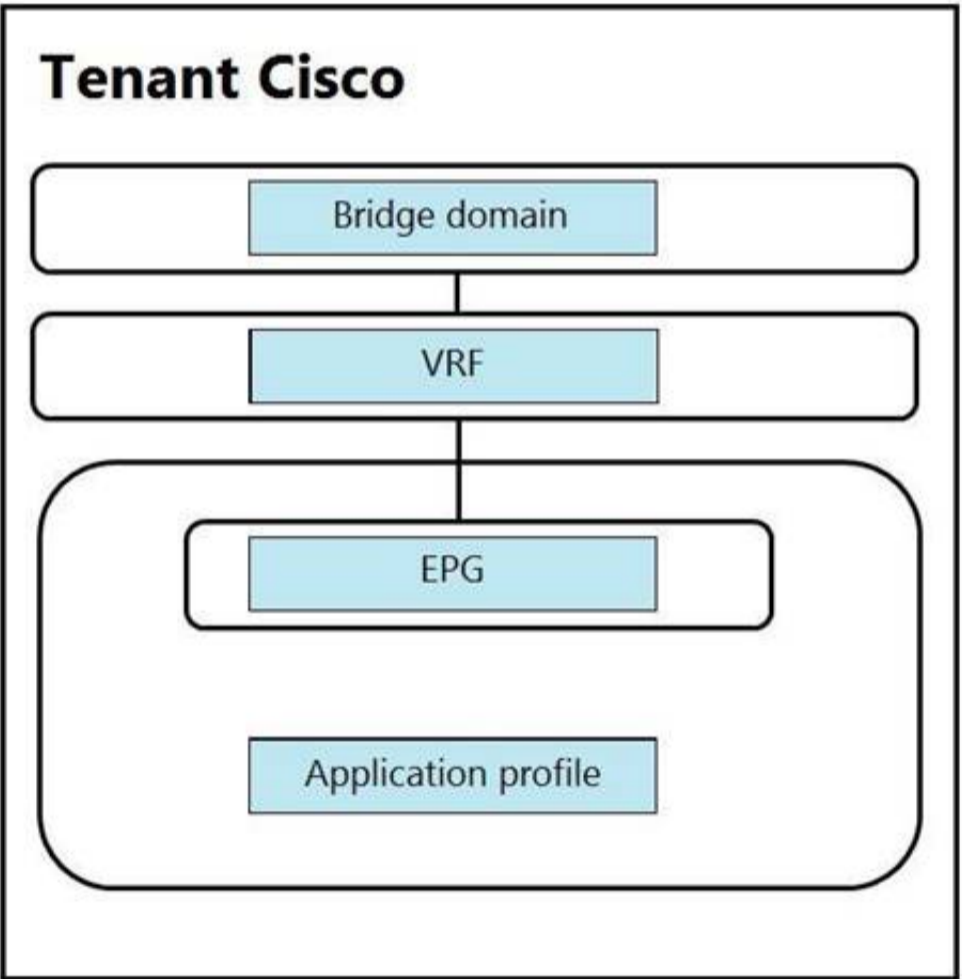 Tenant Cisco
Bridge domain
VRF
EPG
Application profile